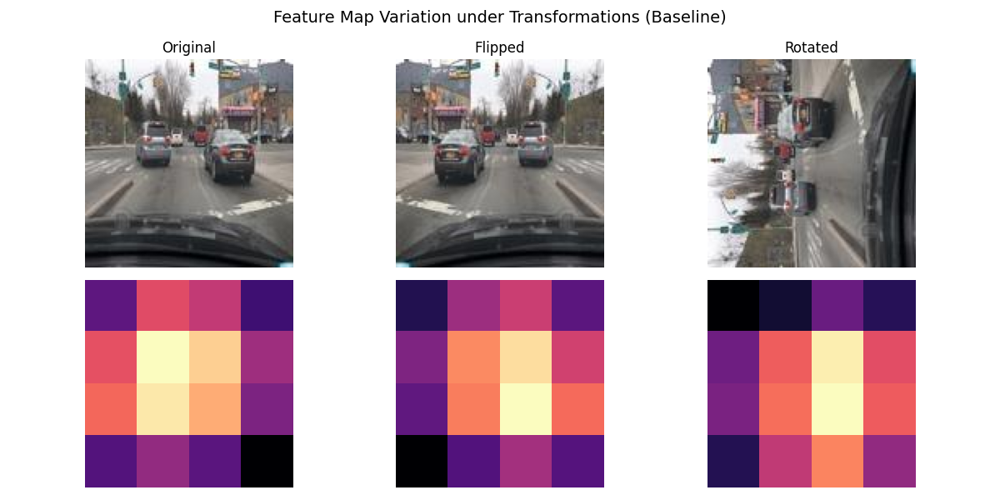 Feature Map Variation under Transformations (Baseline)
Original
Flipped
Rotated